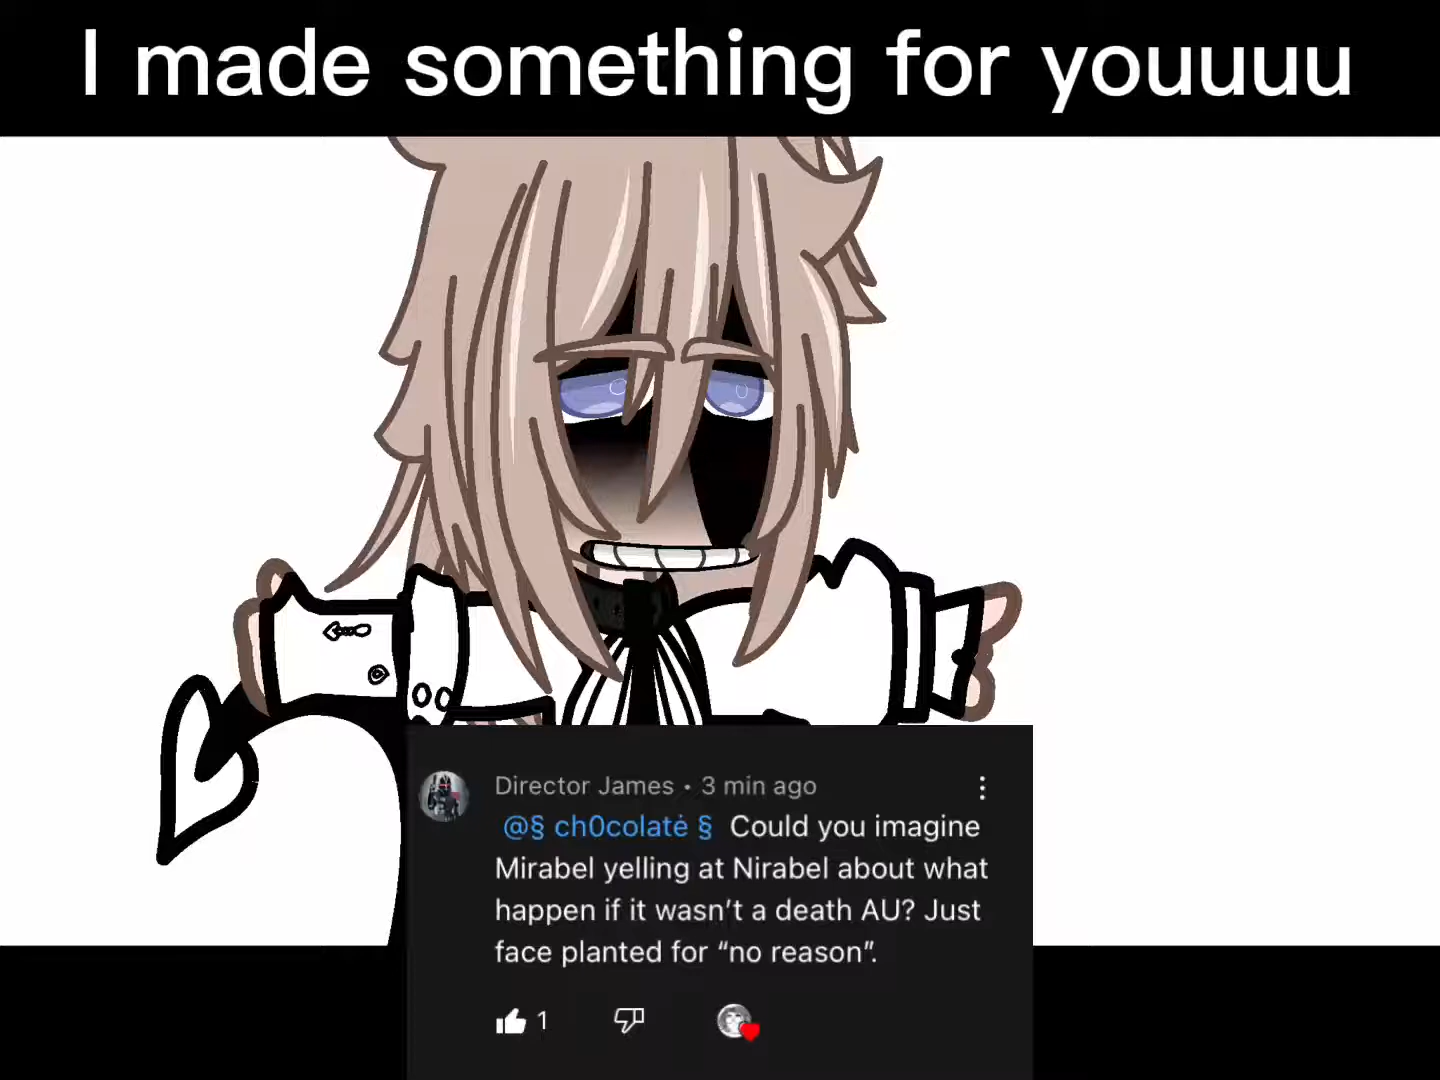 I made something for youuuu
Director James • 3 min ago
@§ ch0colatė § Could you imagine
Mirabel yelling at Nirabel about what
happen if it wasn’t a death AU? Just
face planted for “no reason”.
1